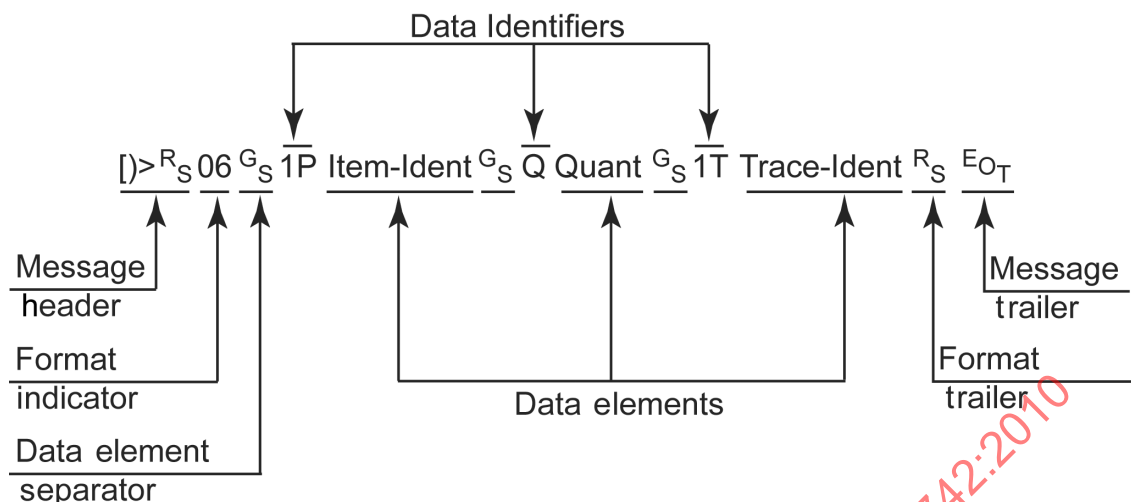 Data Identifiers
[)> RS 06 GS 1P Item-Ident GS Q Quant GS 1T Trace-Ident RS EOT
Message
header
Format
indicator
Data element
separator
Data elements
Message
trailer
Format
trailer
742:2010